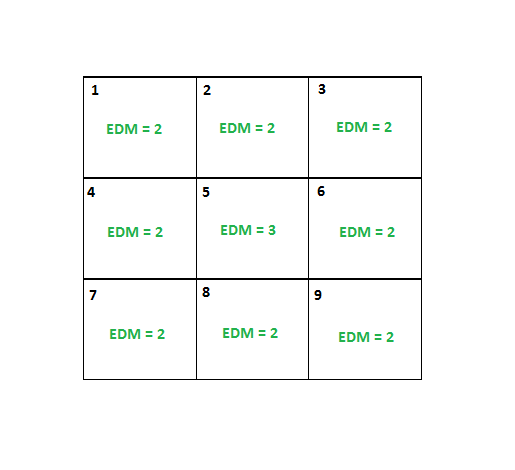 1
2
3
EDM = 2
EDM = 2
EDM = 2
4
5
6
EDM = 2
EDM = 3
EDM = 2
7
8
9
EDM = 2
EDM = 2
EDM = 2